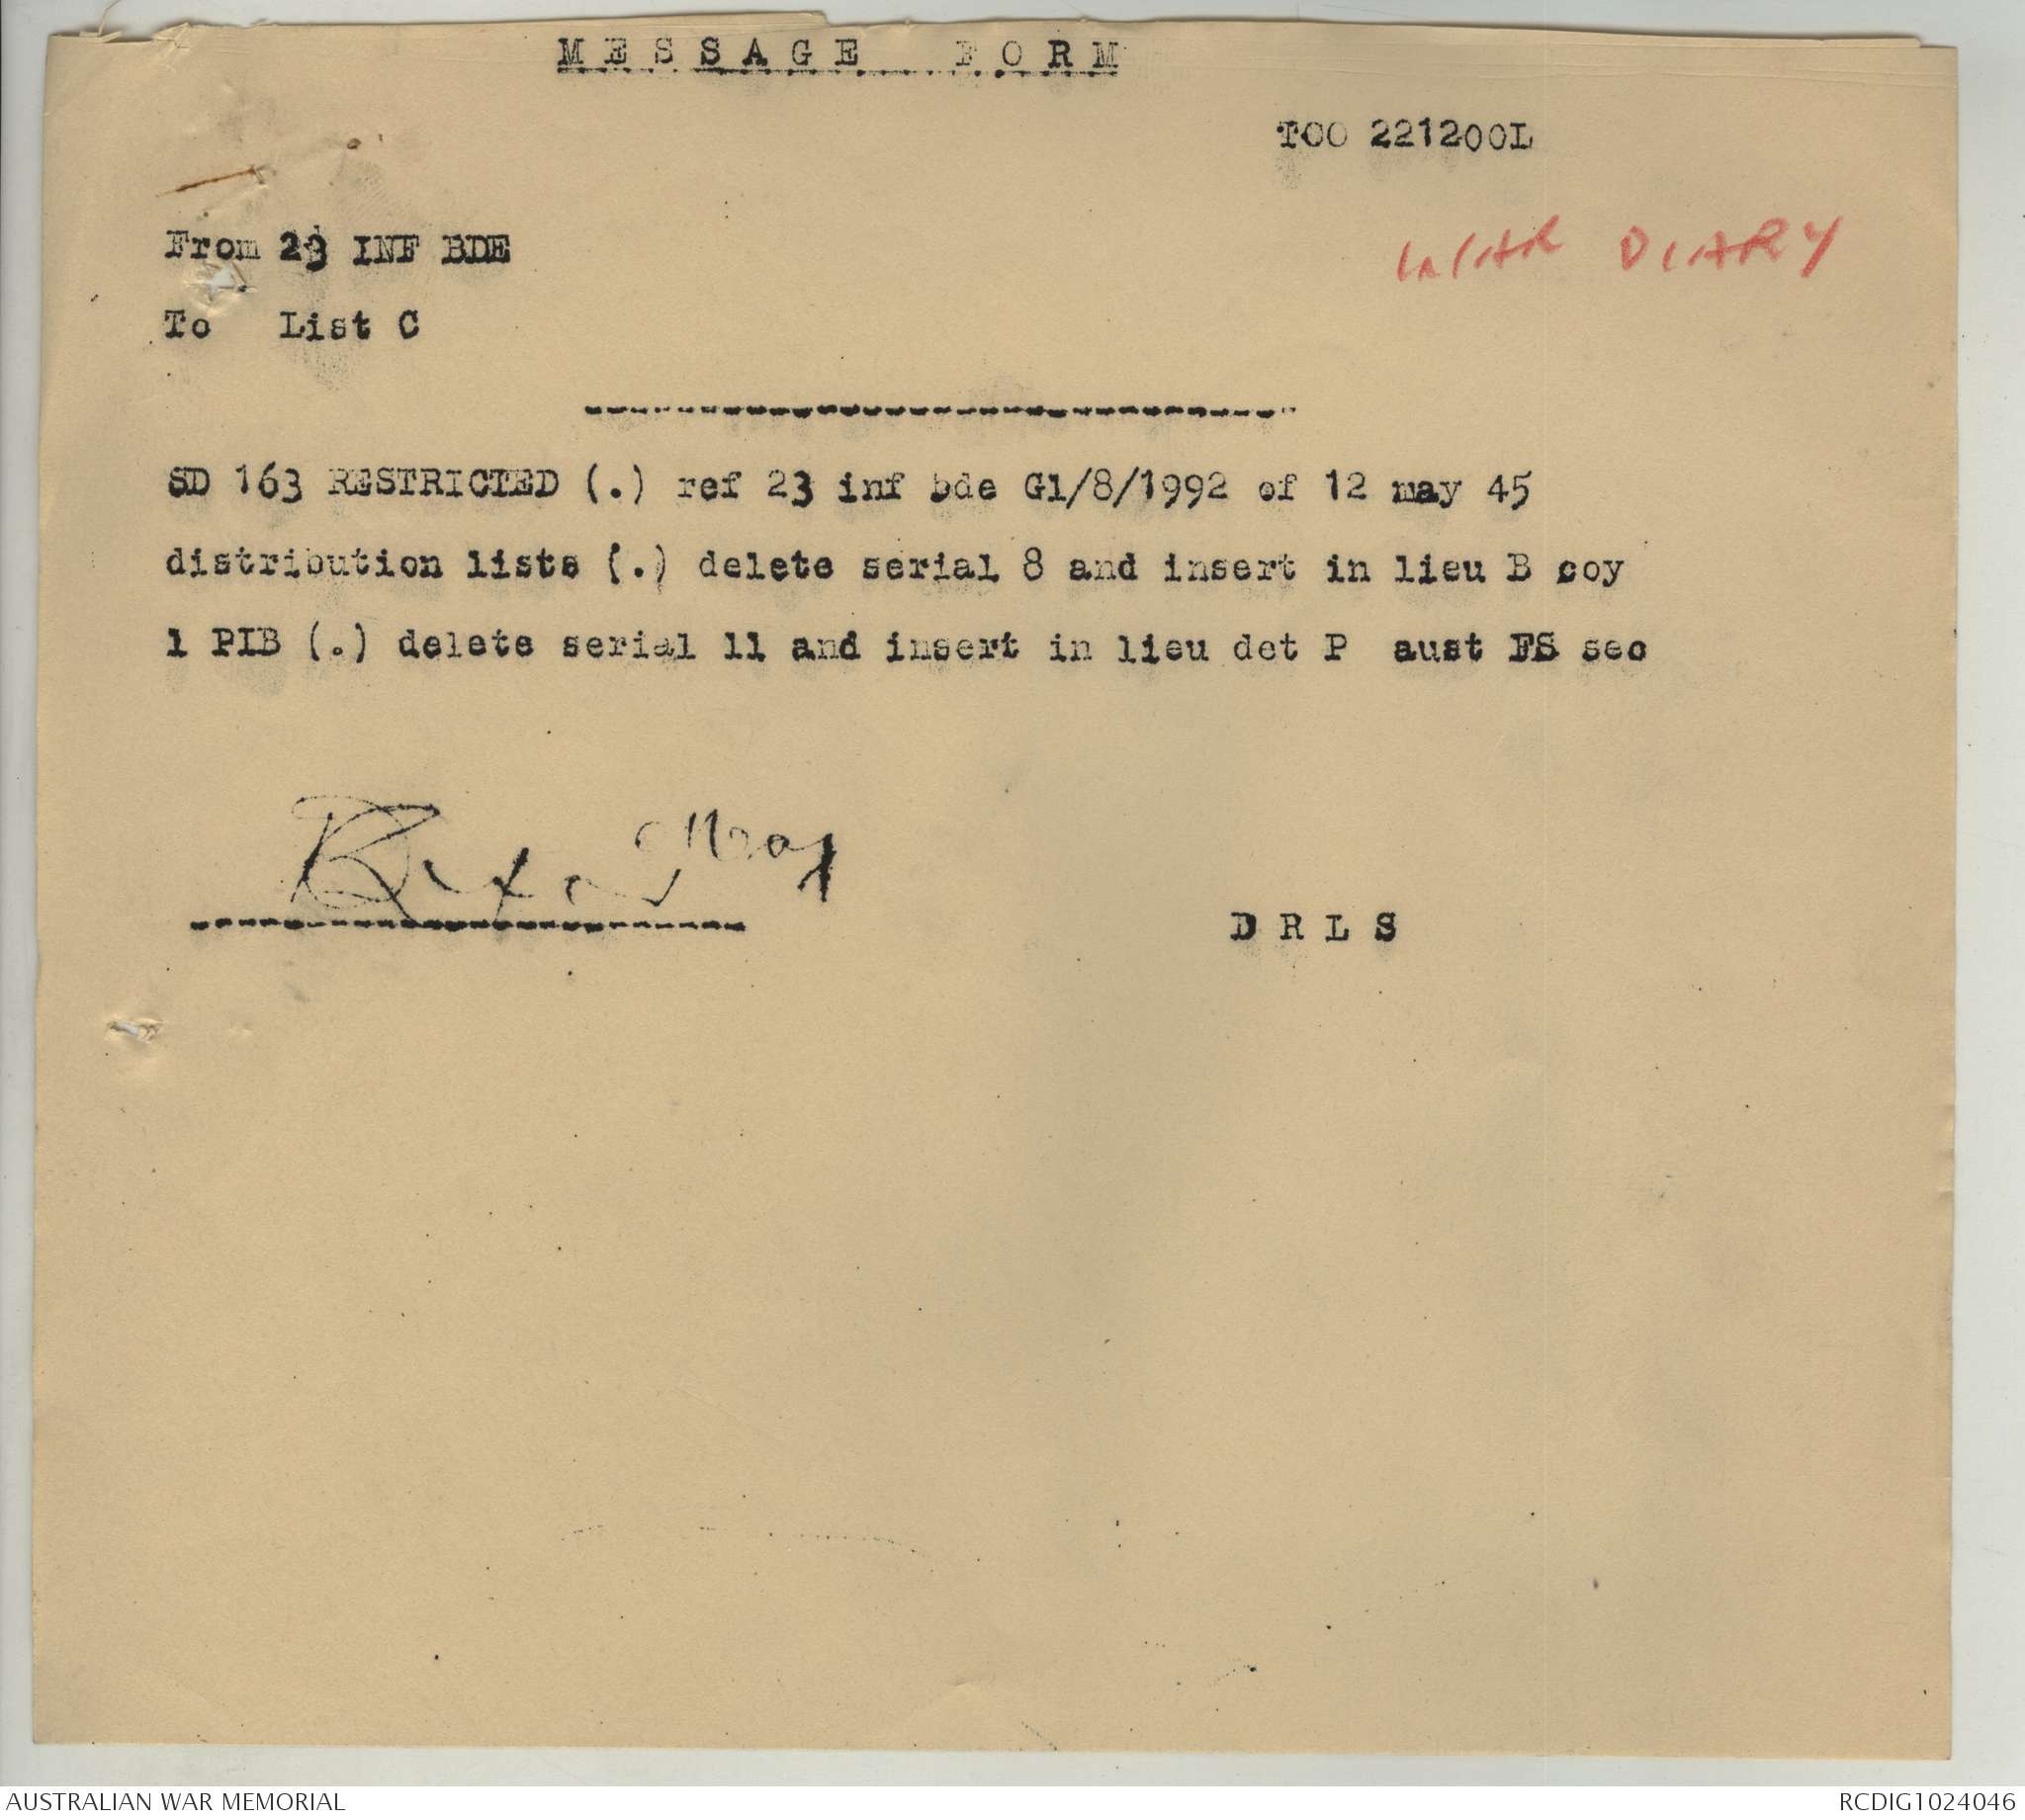 MESSAGE FORM
TOO 221200L
From 23 INF BDE
WAR DIARY
To List C
SD 163 RESTRICTED (.) ref 23 inf bde G1/8/1992 of 12 may 45
distribution lists (.) delete serial 8 and insert in lieu B coy
1 PIB (.) delete serial 11 and insert in lieu det P aust FS sec
Maj
D R L S
AUSTRALIAN WAR MEMORIAL
RCDIG1024046